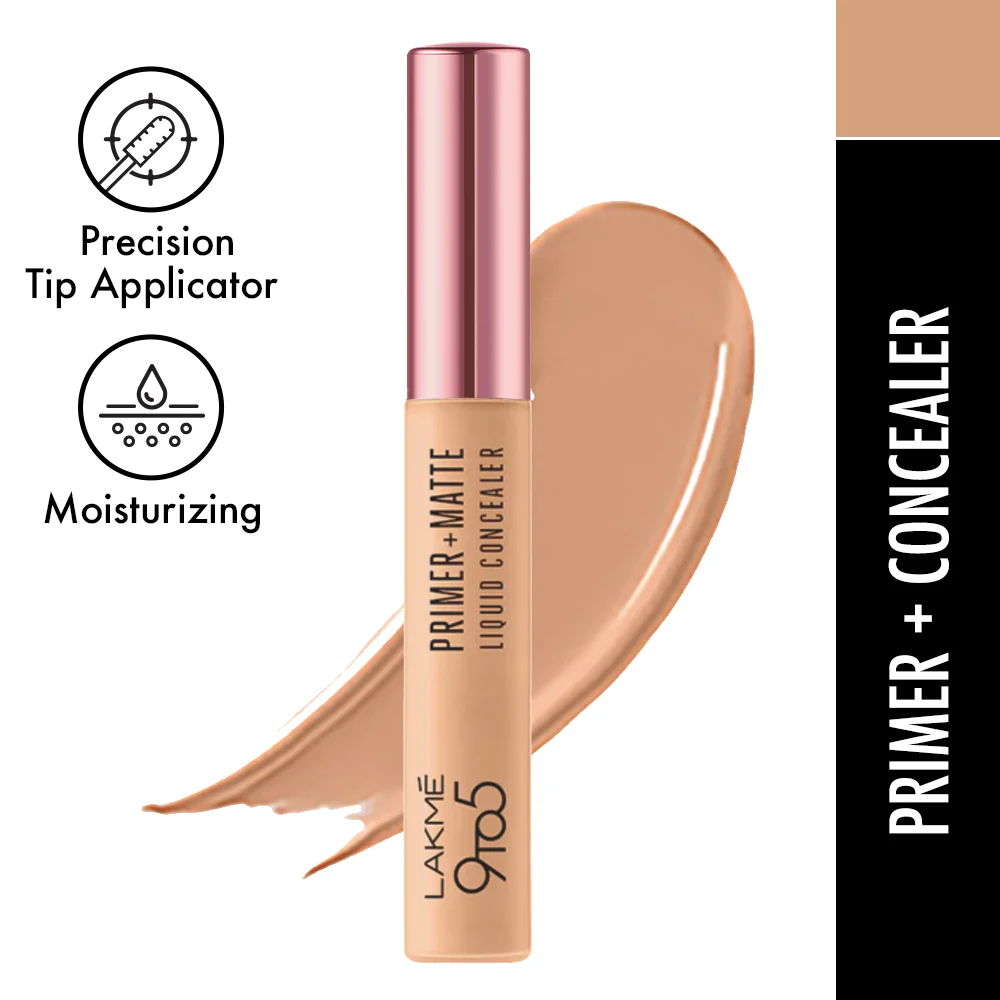 Precision
Tip Applicator
Moisturizing
PRIMER+MATTE
LIQUID CONCEALER
LAKMÉ
9TO5
PRIMER + CONCEALER